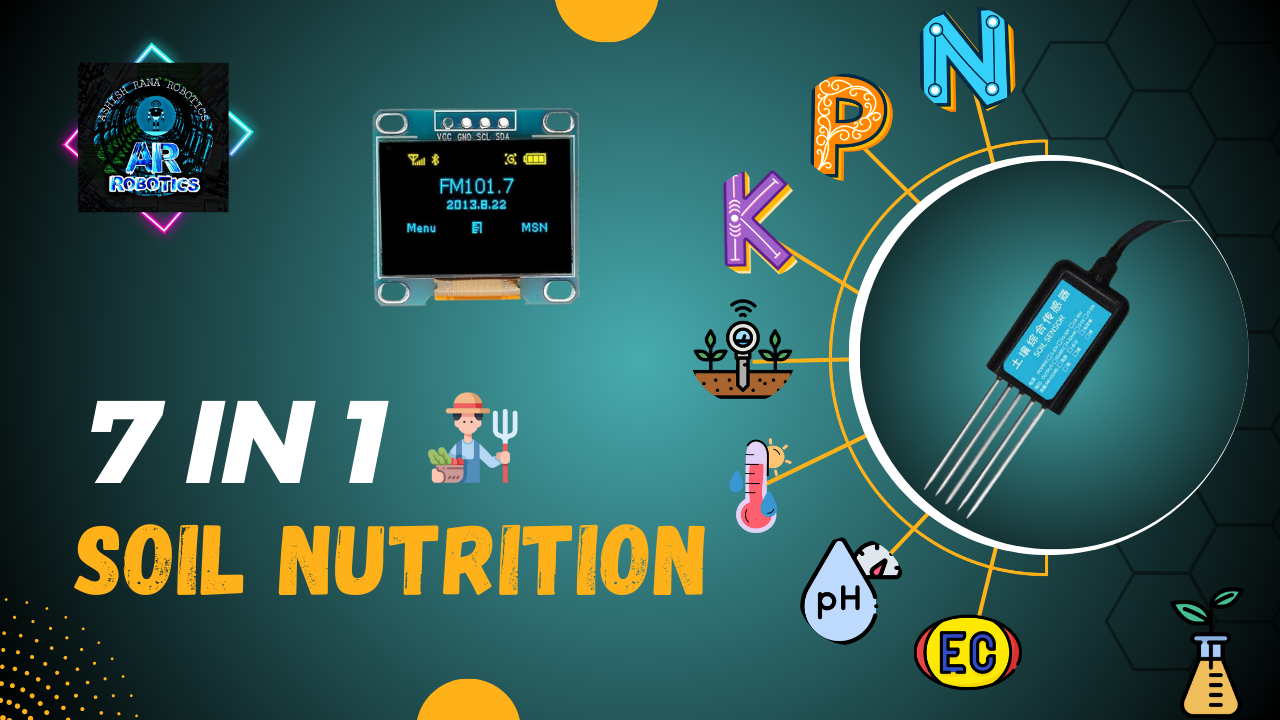 ASHISH RANA ROBOTICS
AR
ROBOTICS
VCC GND SCL SDA
FM101.7
2013.8.22
Menu
MSN
N
P
K
pH
EC
土壤综合传感器
SOIL SENSOR
7 IN 1
SOIL NUTRITION